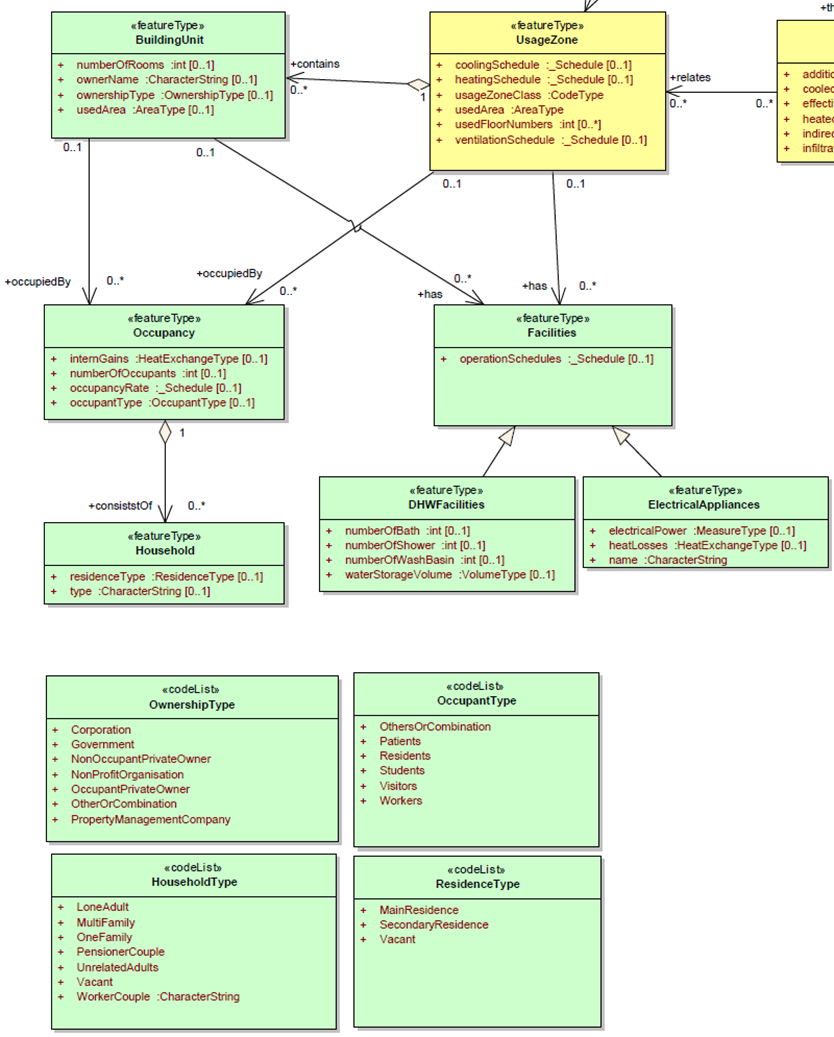 +th
«featureType»
BuildingUnit
+ numberOfRooms :int [0..1]
+ ownerName :CharacterString [0..1]
+ ownershipType :OwnershipType [0..1]
+ usedArea :AreaType [0..1]
+contains
0..*
1
«featureType»
UsageZone
+ coolingSchedule :_Schedule [0..1]
+ heatingSchedule :_Schedule [0..1]
+ usageZoneClass :CodeType
+ usedArea :AreaType
+ usedFloorNumbers :int [0..*]
+ ventilationSchedule :_Schedule [0..1]
+relates
0..*
0..*
+ additio
+ coolec
+ effecti
+ heated
+ indirec
+ infiltra
0..1
0..1
0..1
0..1
+occupiedBy
0..*
+occupiedBy
0..*
0..*
+has
+has
0..*
«featureType»
Occupancy
+ internGains :HeatExchangeType [0..1]
+ numberOfOccupants :int [0..1]
+ occupancyRate :_Schedule [0..1]
+ occupantType :OccupantType [0..1]
«featureType»
Facilities
+ operationSchedules :_Schedule [0..1]
1
+consiststOf
0..*
«featureType»
Household
+ residenceType :ResidenceType [0..1]
+ type :CharacterString [0..1]
«featureType»
DHWFacilities
+ numberOfBath :int [0..1]
+ numberOfShower :int [0..1]
+ numberOfWashBasin :int [0..1]
+ waterStorageVolume :VolumeType [0..1]
«featureType»
ElectricalAppliances
+ electricalPower :MeasureType [0..1]
+ heatLosses :HeatExchangeType [0..1]
+ name :CharacterString
«codeList»
OwnershipType
+ Corporation
+ Government
+ NonOccupantPrivateOwner
+ NonProfitOrganisation
+ OccupantPrivateOwner
+ OtherOrCombination
+ PropertyManagementCompany
«codeList»
OccupantType
+ OthersOrCombination
+ Patients
+ Residents
+ Students
+ Visitors
+ Workers
«codeList»
HouseholdType
+ LoneAdult
+ MultiFamily
+ OneFamily
+ PensionerCouple
+ UnrelatedAdults
+ Vacant
+ WorkerCouple :CharacterString
«codeList»
ResidenceType
+ MainResidence
+ SecondaryResidence
+ Vacant